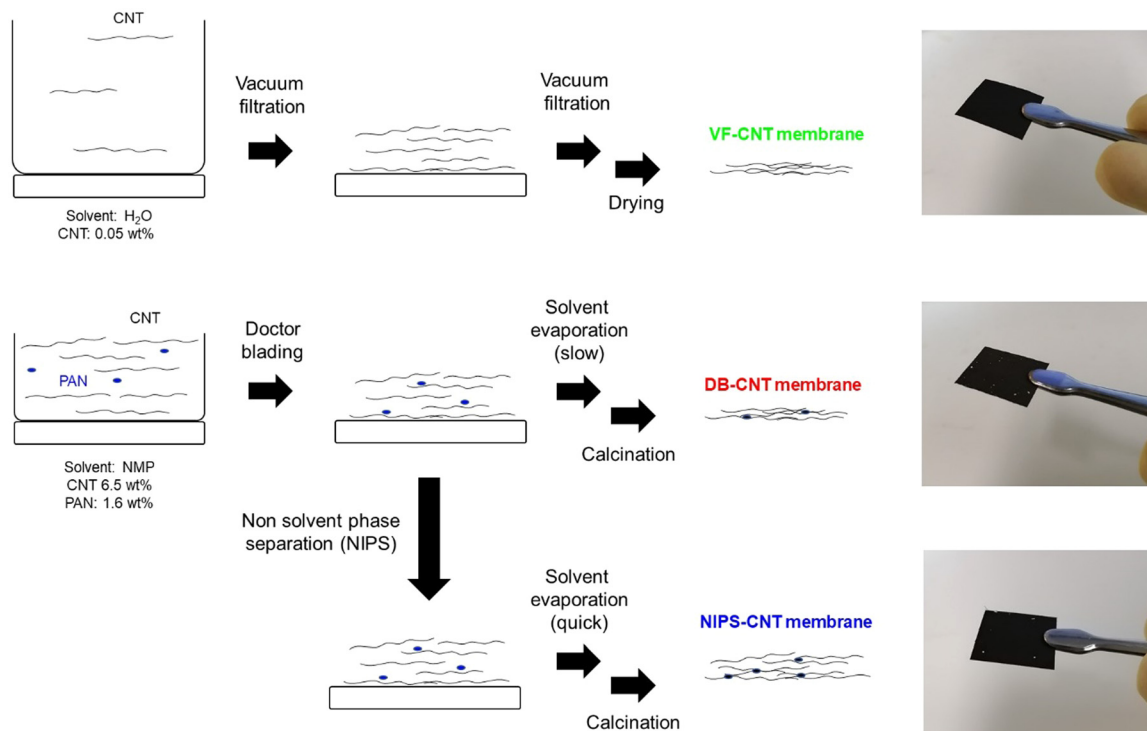 CNT
Vacuum
filtration
Vacuum
filtration
Drying
VF-CNT membrane
Solvent: H₂O
CNT: 0.05 wt%
CNT
PAN
Doctor
blading
Solvent
evaporation
(slow)
Calcination
DB-CNT membrane
Solvent: NMP
CNT 6.5 wt%
PAN: 1.6 wt%
Non solvent phase
separation (NIPS)
Solvent
evaporation
(quick)
Calcination
NIPS-CNT membrane